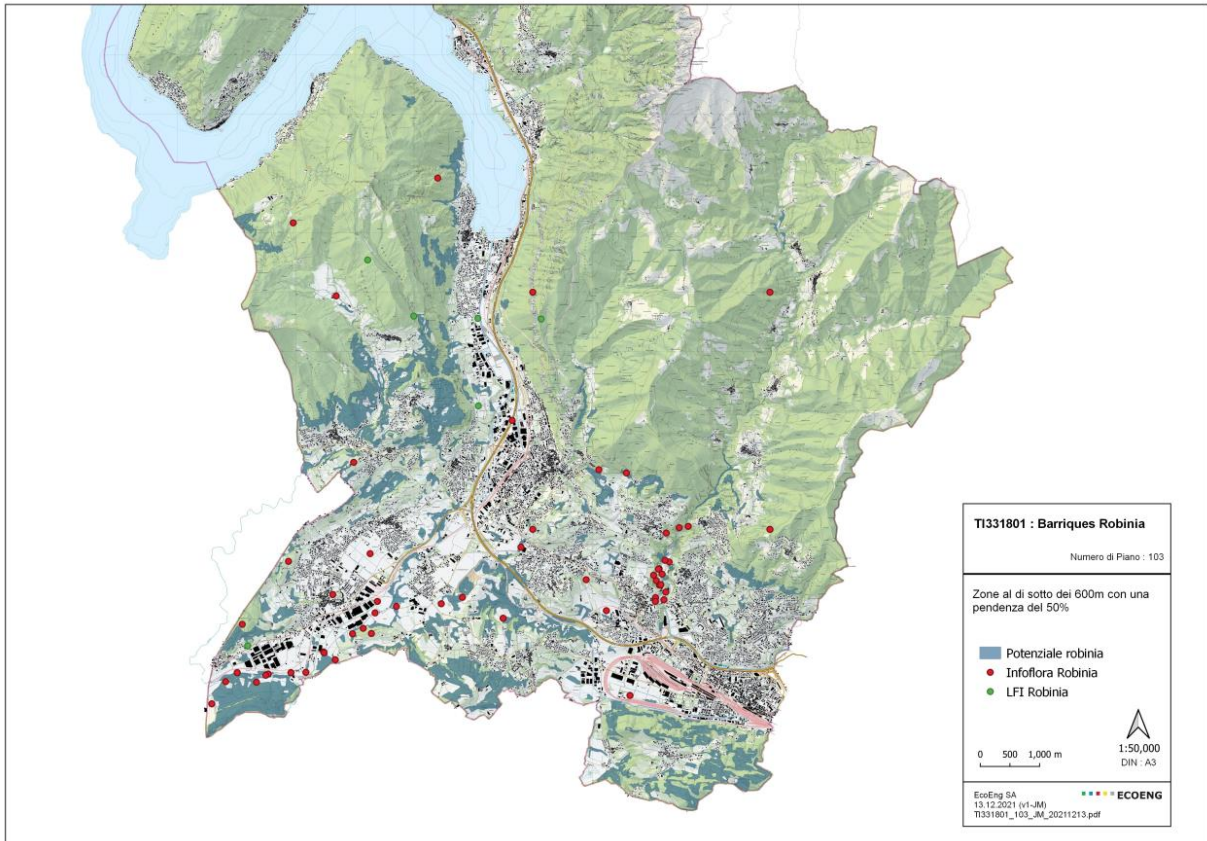 TI331801 : Barriques Robinia
Numero di Piano : 103
Zone al di sotto dei 600m con una
pendenza del 50%
Potenziale robinia
Infoflora Robinia
LFI Robinia
0 500 1,000 m
1:50,000
DIN : A3
EcoEng SA
13.12.2021 (v1-JM)
TI331801_103_JM_20211213.pdf
ECOENG